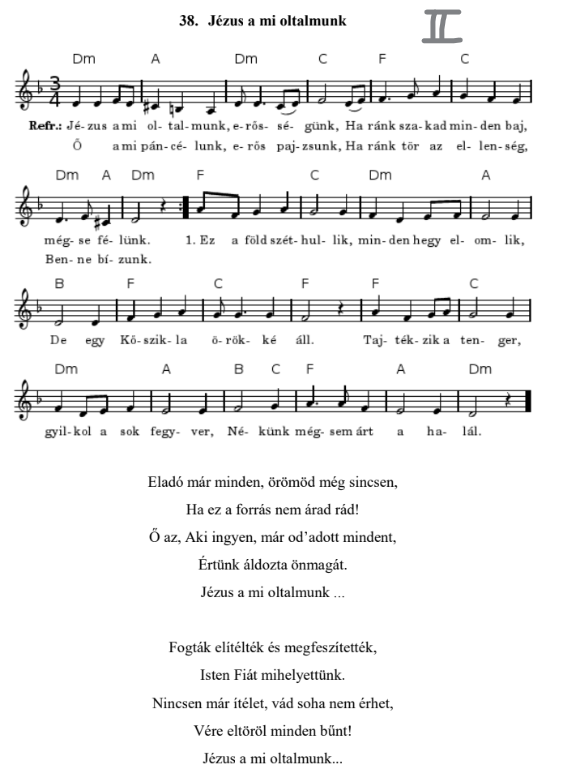 38. Jézus a mi oltalmunk
II
Dm A Dm C F C
3
4
Refr.: Jé- zus a mi ol- tal- munk, e- rős- sé- günk, Ha ránk sza- kad min- den baj,
Ő a mi pán- cé- lunk, e- rős paj- zsunk, Ha ránk tör az el- len- ség,
Dm A Dm F C Dm A
még- se fé- lünk. 1. Ez a föld szét- hul- lik, min- den hegy el- om- lik,
Ben- ne bí- zunk.
B F C F F C
De egy Kő- szik- la ö- rök- ké áll. Taj- ték- zik a ten- ger,
Dm A B C F A Dm
gyil- kol a sok fegy- ver, Né- künk még- sem árt a ha- lál.
Eladó már minden, örömöd még sincsen,
Ha ez a forrás nem árad rád!
Ő az, Aki ingyen, már od’adott mindent,
Értünk áldozta önmagát.
Jézus a mi oltalmunk ...
Fogták elítélték és megfeszítették,
Isten Fiát mihelyettünk.
Nincsen már ítélet, vád soha nem érhet,
Vére eltöröl minden bűnt!
Jézus a mi oltalmunk...